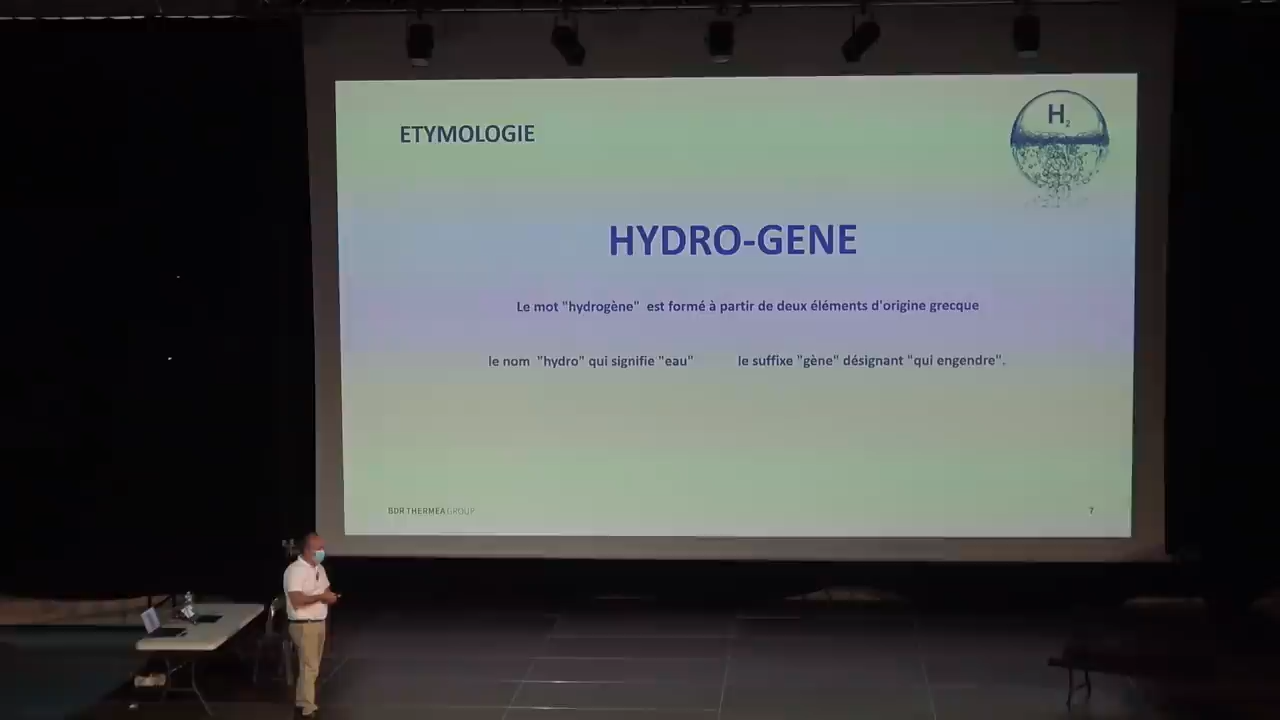 ETYMOLOGIE
H2
HYDRO-GENE
Le mot "hydrogène" est formé à partir de deux éléments d'origine grecque
le nom "hydro" qui signifie "eau" le suffixe "gène" désignant "qui engendre".
BDR THERMEA GROUP
7